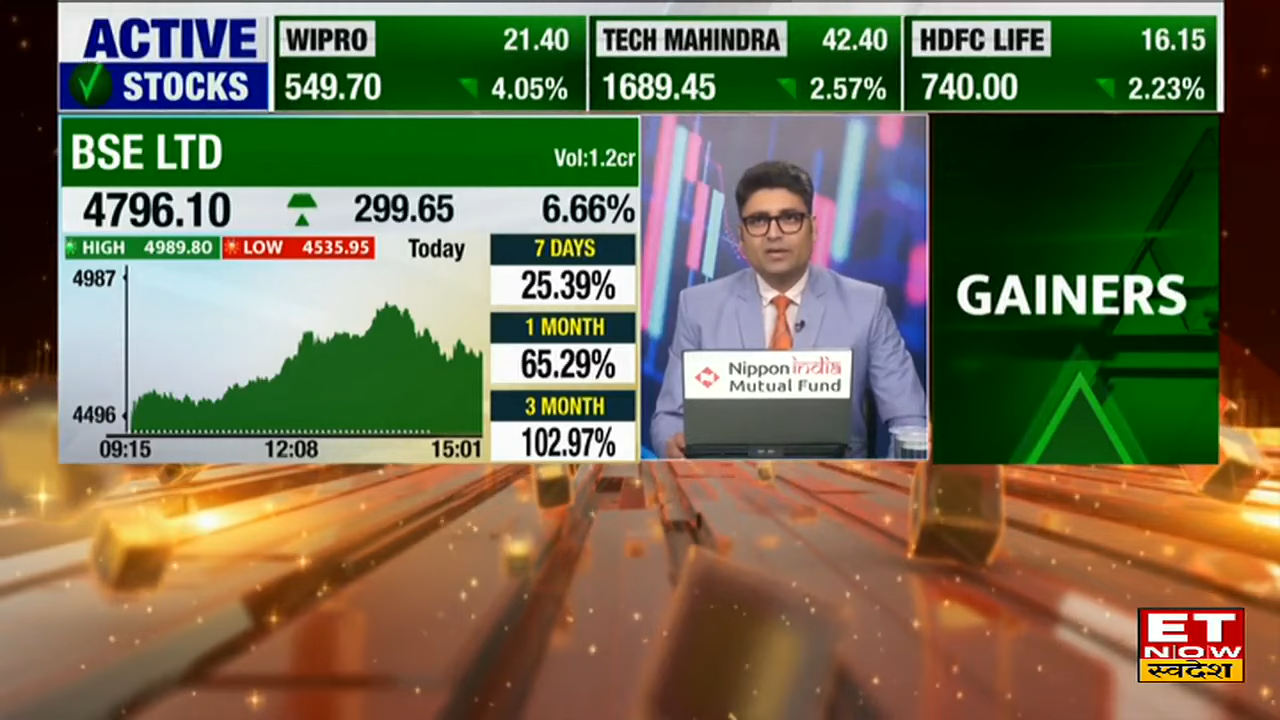 ACTIVE
STOCKS
WIPRO 21.40
549.70 4.05%
TECH MAHINDRA 42.40
1689.45 2.57%
HDFC LIFE 16.15
740.00 2.23%
BSE LTD Vol:1.2cr
4796.10 299.65 6.66%
HIGH 4989.80 LOW 4535.95 Today
4987
4496
09:15 12:08 15:01
7 DAYS
25.39%
1 MONTH
65.29%
3 MONTH
102.97%
Nippon india
Mutual Fund
GAINERS
ET
NOW
स्वदेश